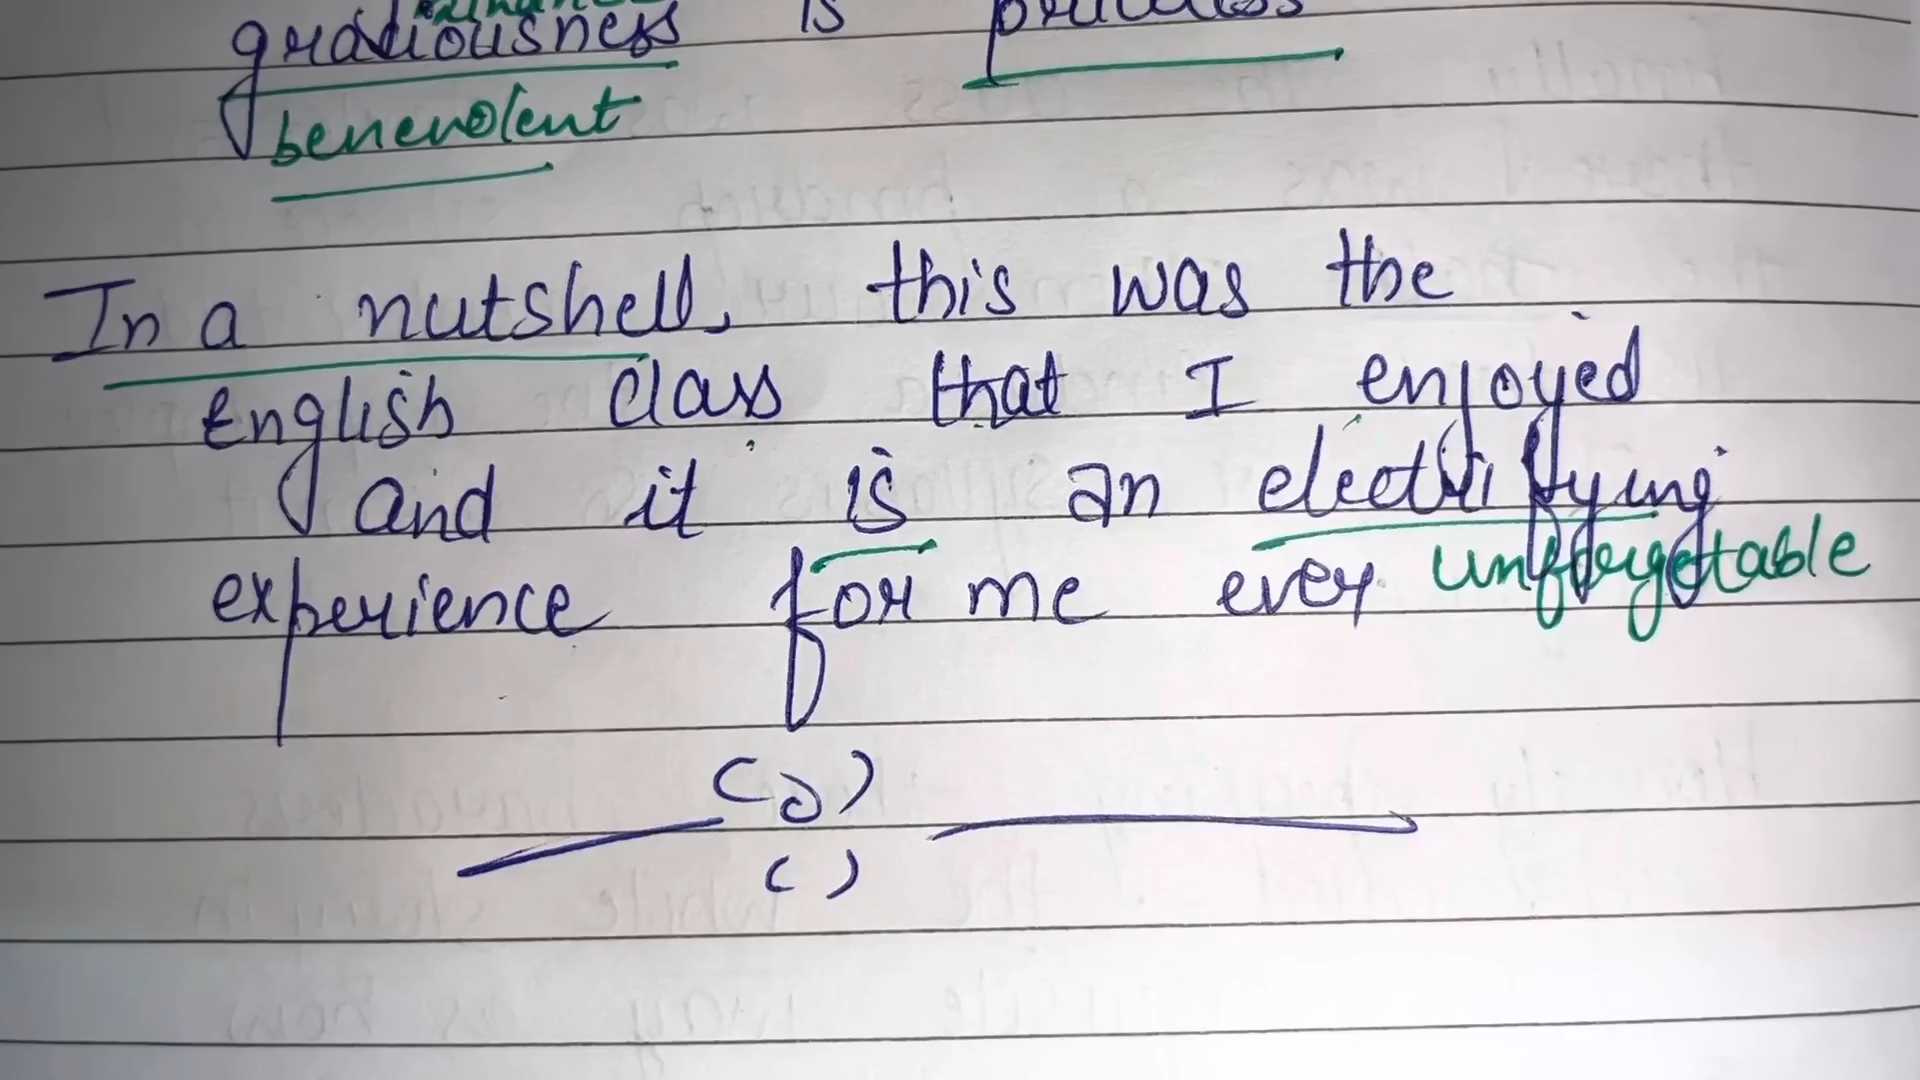 graciousness is priceless
benevolent
In a nutshell, this was the
English class that I enjoyed
and it is an electrifying
experience for me ever unforgettable